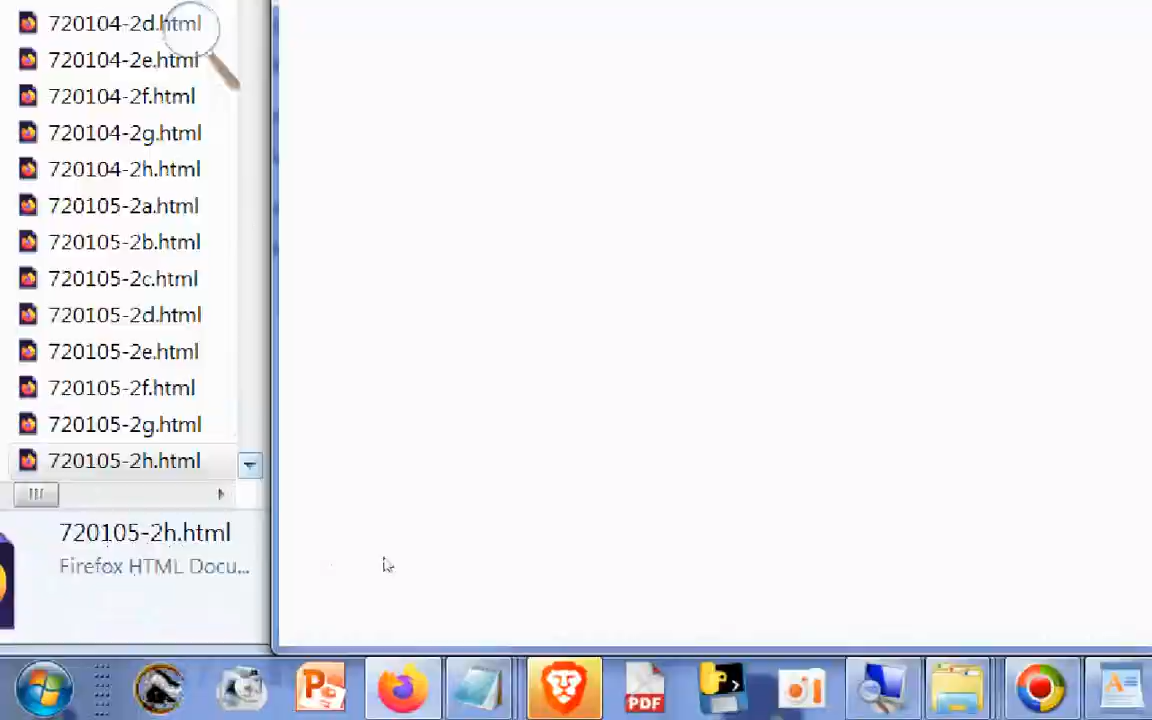 720104-2d.html
720104-2e.html
720104-2f.html
720104-2g.html
720104-2h.html
720105-2a.html
720105-2b.html
720105-2c.html
720105-2d.html
720105-2e.html
720105-2f.html
720105-2g.html
720105-2h.html
720105-2h.html
Firefox HTML Docu...
P
PDF
A